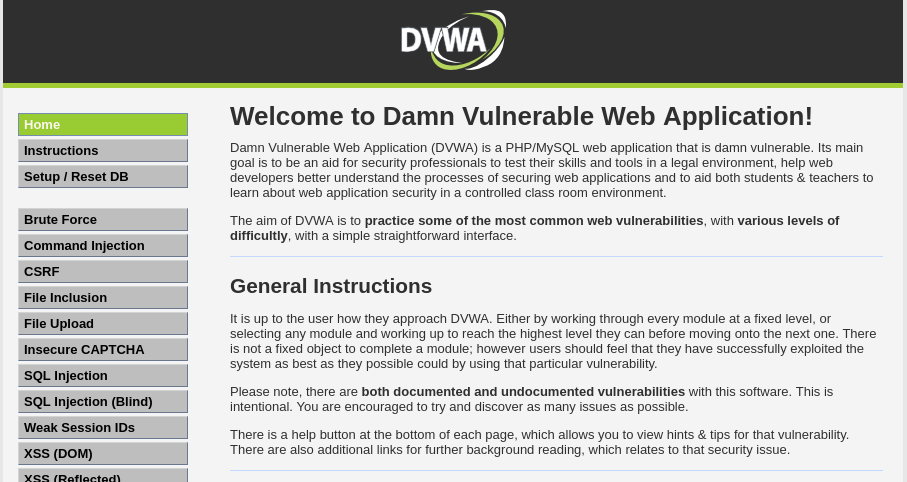 DVWA
Home
Instructions
Setup / Reset DB
Brute Force
Command Injection
CSRF
File Inclusion
File Upload
Insecure CAPTCHA
SQL Injection
SQL Injection (Blind)
Weak Session IDs
XSS (DOM)
XSS (Reflected)
Welcome to Damn Vulnerable Web Application!
Damn Vulnerable Web Application (DVWA) is a PHP/MySQL web application that is damn vulnerable. Its main
goal is to be an aid for security professionals to test their skills and tools in a legal environment, help web
developers better understand the processes of securing web applications and to aid both students & teachers to
learn about web application security in a controlled class room environment.
The aim of DVWA is to practice some of the most common web vulnerabilities, with various levels of
difficultly, with a simple straightforward interface.
General Instructions
It is up to the user how they approach DVWA. Either by working through every module at a fixed level, or
selecting any module and working up to reach the highest level they can before moving onto the next one. There
is not a fixed object to complete a module; however users should feel that they have successfully exploited the
system as best as they possible could by using that particular vulnerability.
Please note, there are both documented and undocumented vulnerabilities with this software. This is
intentional. You are encouraged to try and discover as many issues as possible.
There is a help button at the bottom of each page, which allows you to view hints & tips for that vulnerability.
There are also additional links for further background reading, which relates to that security issue.